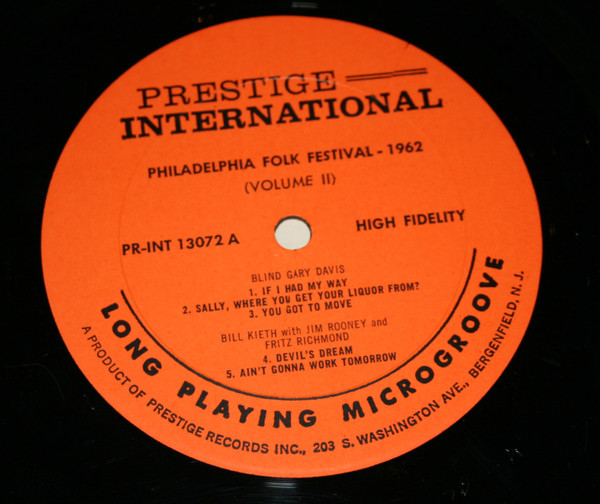 PRESTIGE
INTERNATIONAL
PHILADELPHIA FOLK FESTIVAL - 1962
(VOLUME II)
PR-INT 13072 A
HIGH FIDELITY
BLIND GARY DAVIS
1. IF I HAD MY WAY
2. SALLY, WHERE YOU GET YOUR LIQUOR FROM?
3. YOU GOT TO MOVE
BILL KIETH with JIM ROONEY and
FRITZ RICHMOND
4. DEVIL'S DREAM
5. AIN'T GONNA WORK TOMORROW
LONG PLAYING MICROGROOVE
A PRODUCT OF PRESTIGE RECORDS INC., 203 S. WASHINGTON AVE., BERGENFIELD, N. J.